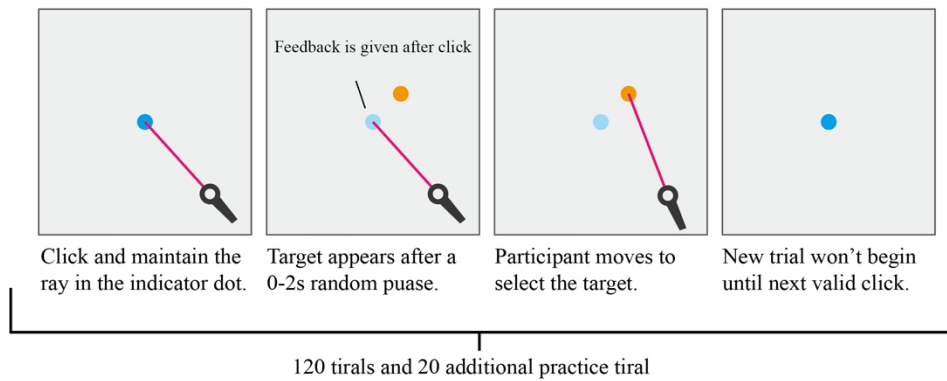 Feedback is given after click
Click and maintain the
ray in the indicator dot.
Target appears after a
0-2s random puase.
Participant moves to
select the target.
New trial won't begin
until next valid click.
120 tirals and 20 additional practice tiral